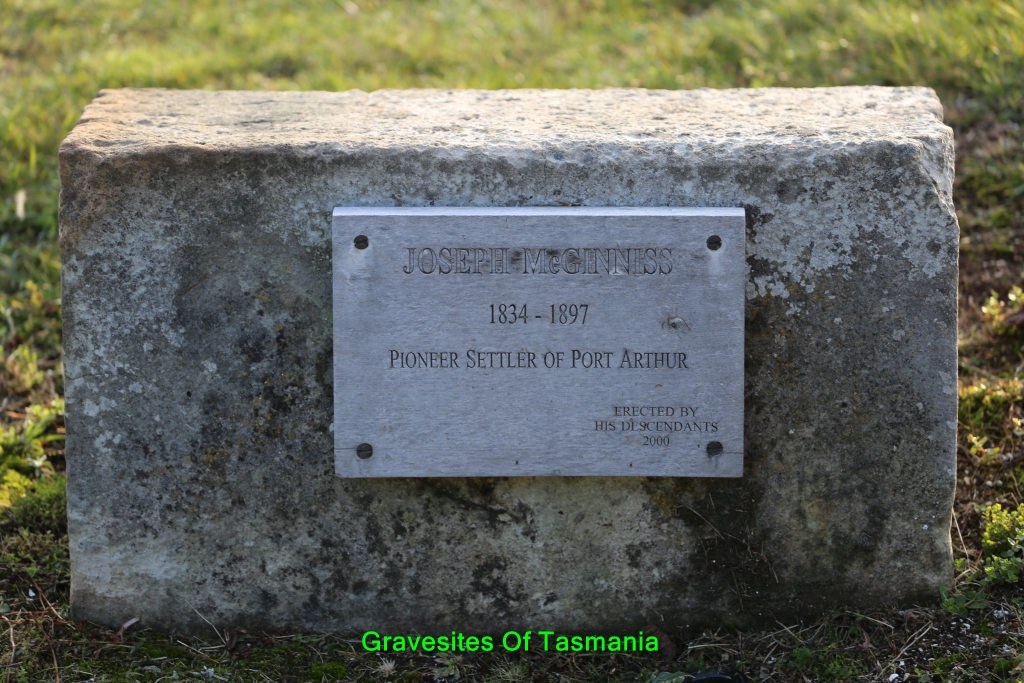 JOSEPH McGINNISS
1834 - 1897
PIONEER SETTLER OF PORT ARTHUR
ERECTED BY
HIS DESCENDANTS
2000
Gravesites Of Tasmania